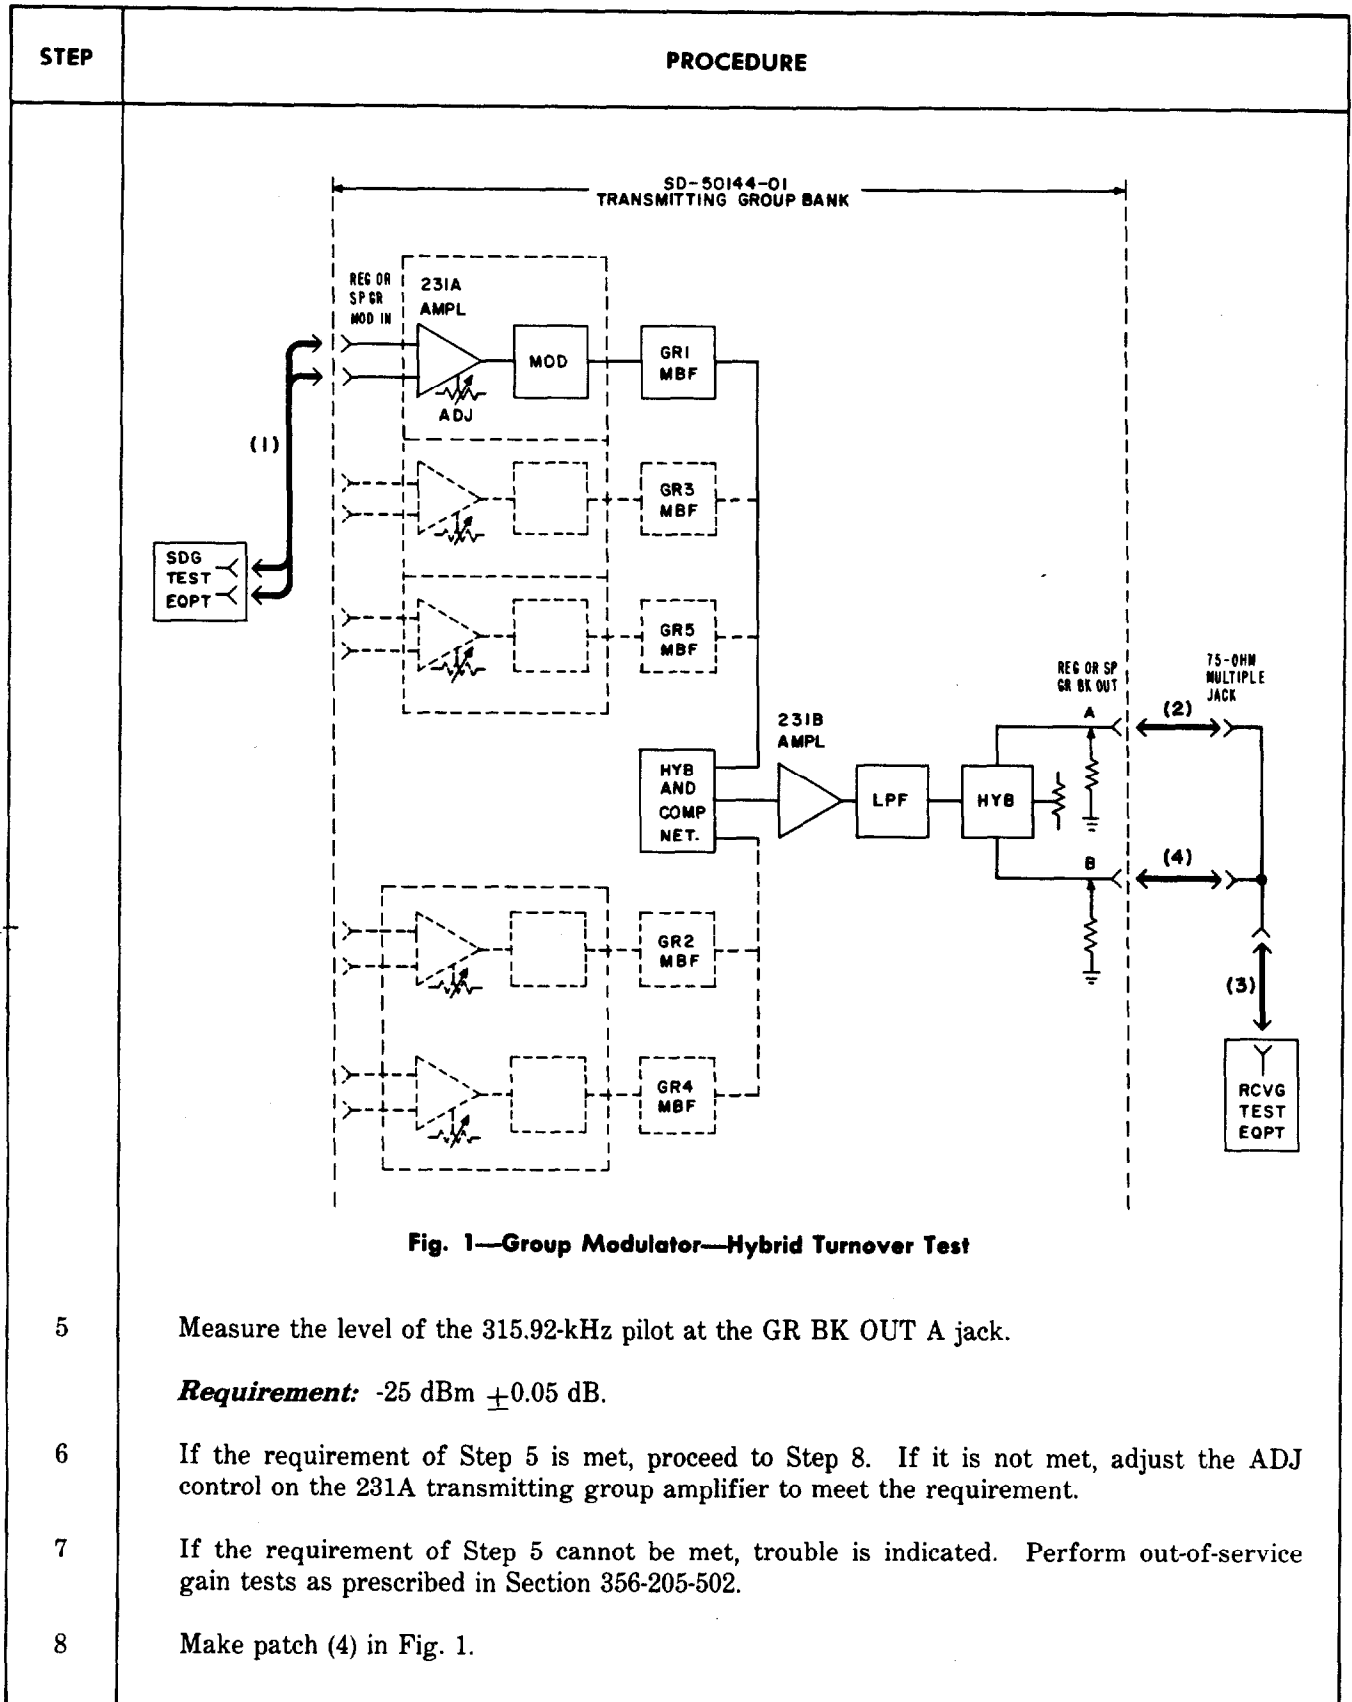 STEP
PROCEDURE
SD-50144-01
TRANSMITTING GROUP BANK
REG OR
SP GR
MOD IN
231A
AMPL
MOD
GR1
MBF
ADJ
(1)
GR3
MBF
SDG
TEST
EQPT
GR5
MBF
REG OR SP
GR BK OUT
75-OHM
MULTIPLE
JACK
A
(2)
231B
AMPL
HYB
AND
COMP
NET.
LPF
HYB
B
(4)
GR2
MBF
(3)
GR4
MBF
RCVG
TEST
EQPT
Fig. 1—Group Modulator—Hybrid Turnover Test
5 Measure the level of the 315.92-kHz pilot at the GR BK OUT A jack.
Requirement: -25 dBm ±0.05 dB.
6 If the requirement of Step 5 is met, proceed to Step 8. If it is not met, adjust the ADJ
control on the 231A transmitting group amplifier to meet the requirement.
7 If the requirement of Step 5 cannot be met, trouble is indicated. Perform out-of-service
gain tests as prescribed in Section 356-205-502.
8 Make patch (4) in Fig. 1.